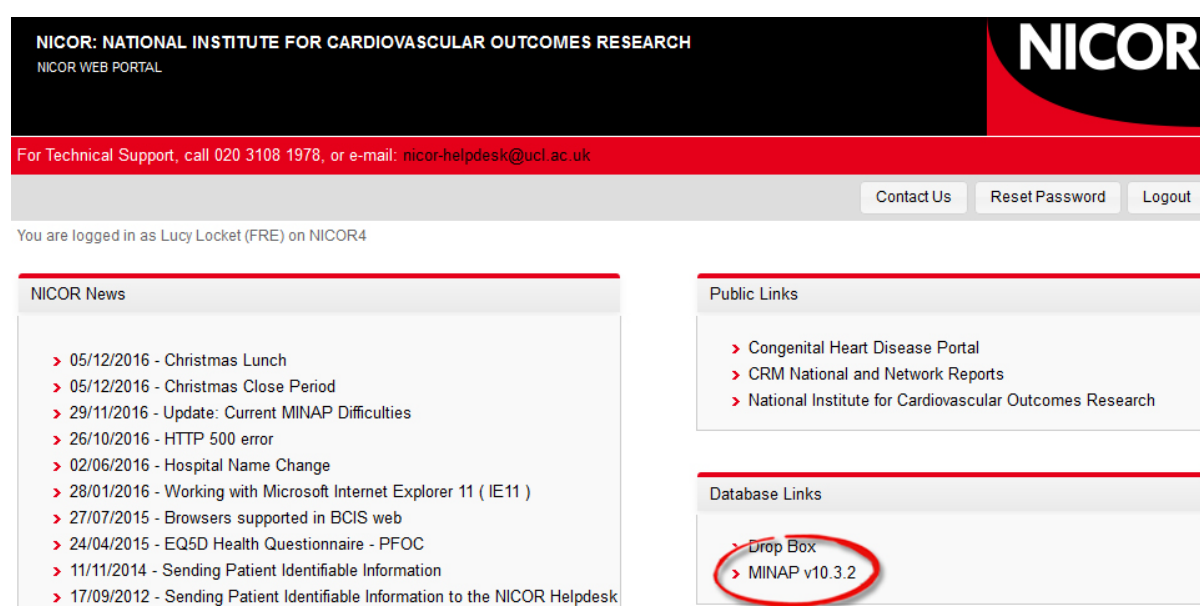 NICOR: NATIONAL INSTITUTE FOR CARDIOVASCULAR OUTCOMES RESEARCH
NICOR WEB PORTAL
NICOR
For Technical Support, call 020 3108 1978, or e-mail: nicor-helpdesk@ucl.ac.uk
Contact Us
Reset Password
Logout
You are logged in as Lucy Locket (FRE) on NICOR4
NICOR News
05/12/2016 - Christmas Lunch
05/12/2016 - Christmas Close Period
29/11/2016 - Update: Current MINAP Difficulties
26/10/2016 - HTTP 500 error
02/06/2016 - Hospital Name Change
28/01/2016 - Working with Microsoft Internet Explorer 11 ( IE11 )
27/07/2015 - Browsers supported in BCIS web
24/04/2015 - EQ5D Health Questionnaire - PFOC
11/11/2014 - Sending Patient Identifiable Information
17/09/2012 - Sending Patient Identifiable Information to the NICOR Helpdesk
Public Links
Congenital Heart Disease Portal
CRM National and Network Reports
National Institute for Cardiovascular Outcomes Research
Database Links
Drop Box
MINAP v10.3.2